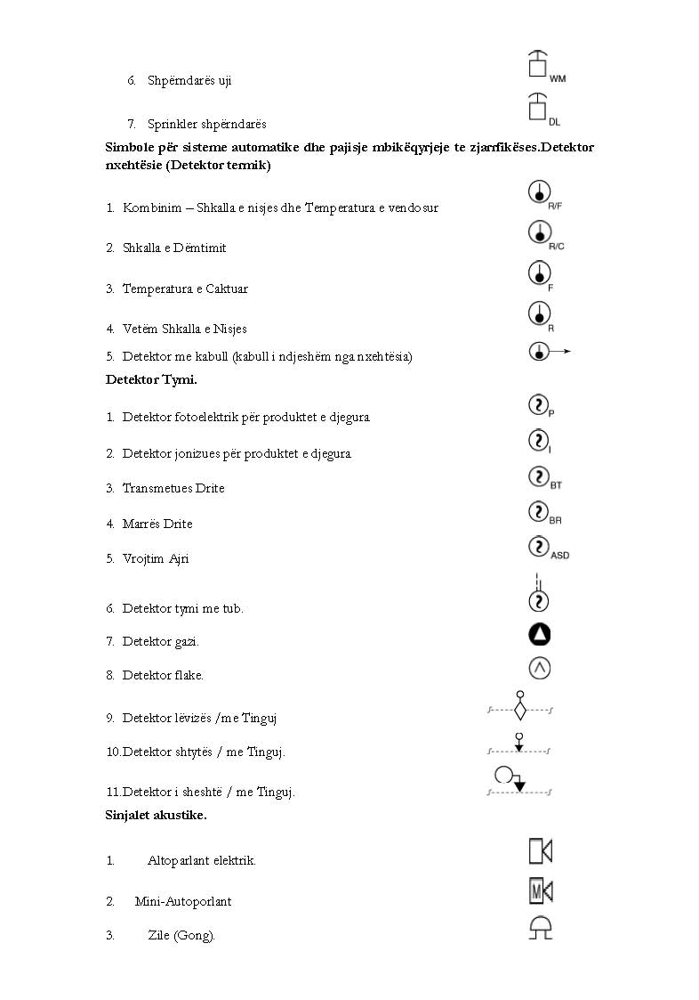 6. Shpërndarës uji
WM
7. Sprinkler shpërndarës
DL
Simbole për sisteme automatike dhe pajisje mbikëqyrjeje te zjarrfikëses.Detektor
nxehtësie (Detektor termik)
1. Kombinim – Shkalla e nisjes dhe Temperatura e vendosur
R/F
2. Shkalla e Dëmtimit
R/C
3. Temperatura e Caktuar
F
4. Vetëm Shkalla e Nisjes
R
5. Detektor me kabull (kabull i ndjeshëm nga nxehtësia)
Detektor Tymi.
1. Detektor fotoelektrik për produktet e djegura
P
2. Detektor jonizues për produktet e djegura
I
3. Transmetues Drite
BT
4. Marrës Drite
BR
5. Vrojtim Ajri
ASD
6. Detektor tymi me tub.
7. Detektor gazi.
8. Detektor flake.
9. Detektor lëvizës /me Tinguj
10.Detektor shtytës / me Tinguj.
11.Detektor i sheshtë / me Tinguj.
Sinjalet akustike.
1. Altoparlant elektrik.
2. Mini-Autoporlant
M
3. Zile (Gong).